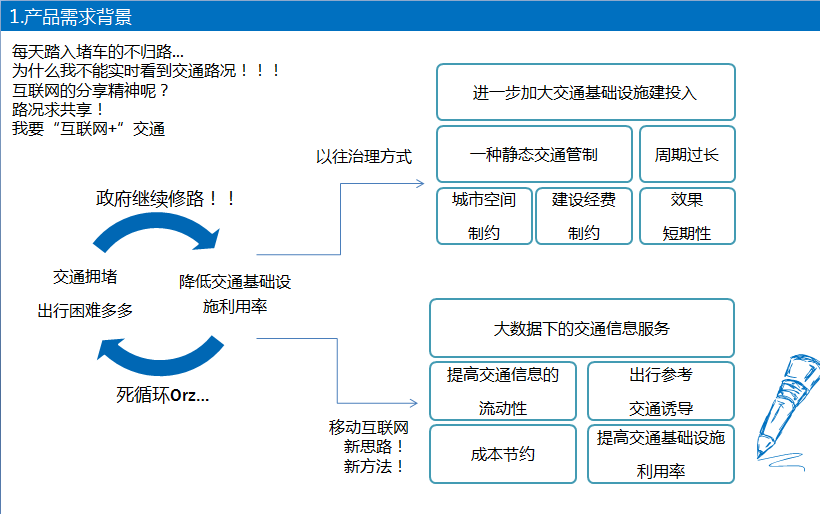 1.产品需求背景
每天踏入堵车的不归路...
为什么我不能实时看到交通路况！！！
互联网的分享精神呢？
路况求共享！
我要“互联网+”交通
政府继续修路！！
交通拥堵
出行困难多多
降低交通基础设
施利用率
死循环Orz...
以往治理方式
进一步加大交通基础设施建投入
一种静态交通管制
周期过长
城市空间
制约
建设经费
制约
效果
短期性
移动互联网
新思路！
新方法！
大数据下的交通信息服务
提高交通信息的
流动性
出行参考
交通诱导
成本节约
提高交通基础设施
利用率